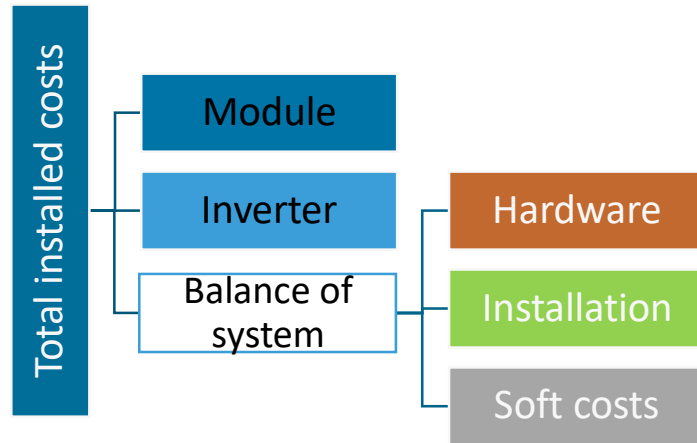 Total installed costs
Module
Inverter
Balance of
system
Hardware
Installation
Soft costs